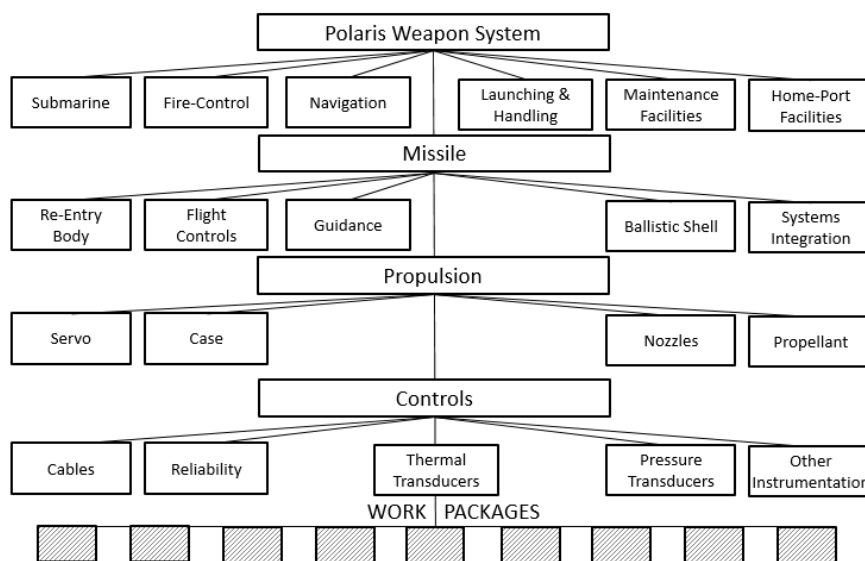 Polaris Weapon System
Submarine
Fire-Control
Navigation
Launching &
Handling
Maintenance
Facilities
Home-Port
Facilities
Missile
Re-Entry
Body
Flight
Controls
Guidance
Ballistic Shell
Systems
Integration
Propulsion
Servo
Case
Nozzles
Propellant
Controls
Cables
Reliability
Thermal
Transducers
Pressure
Transducers
Other
Instrumentation
WORK PACKAGES